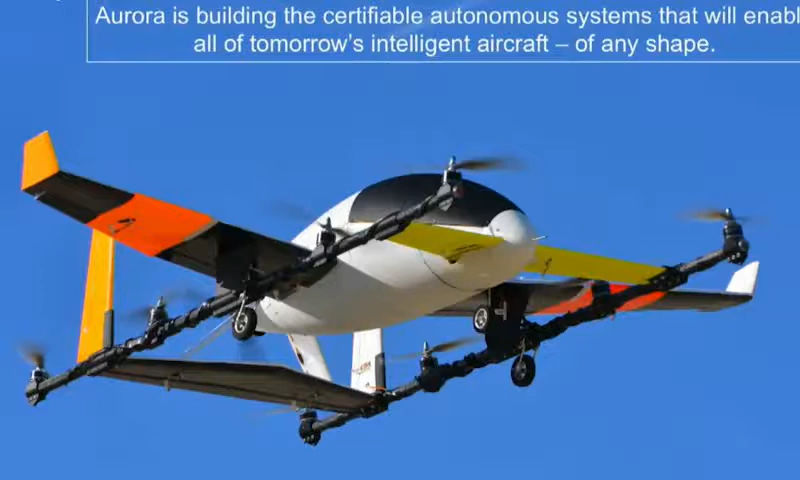 Aurora is building the certifiable autonomous systems that will enabl
all of tomorrow's intelligent aircraft – of any shape.